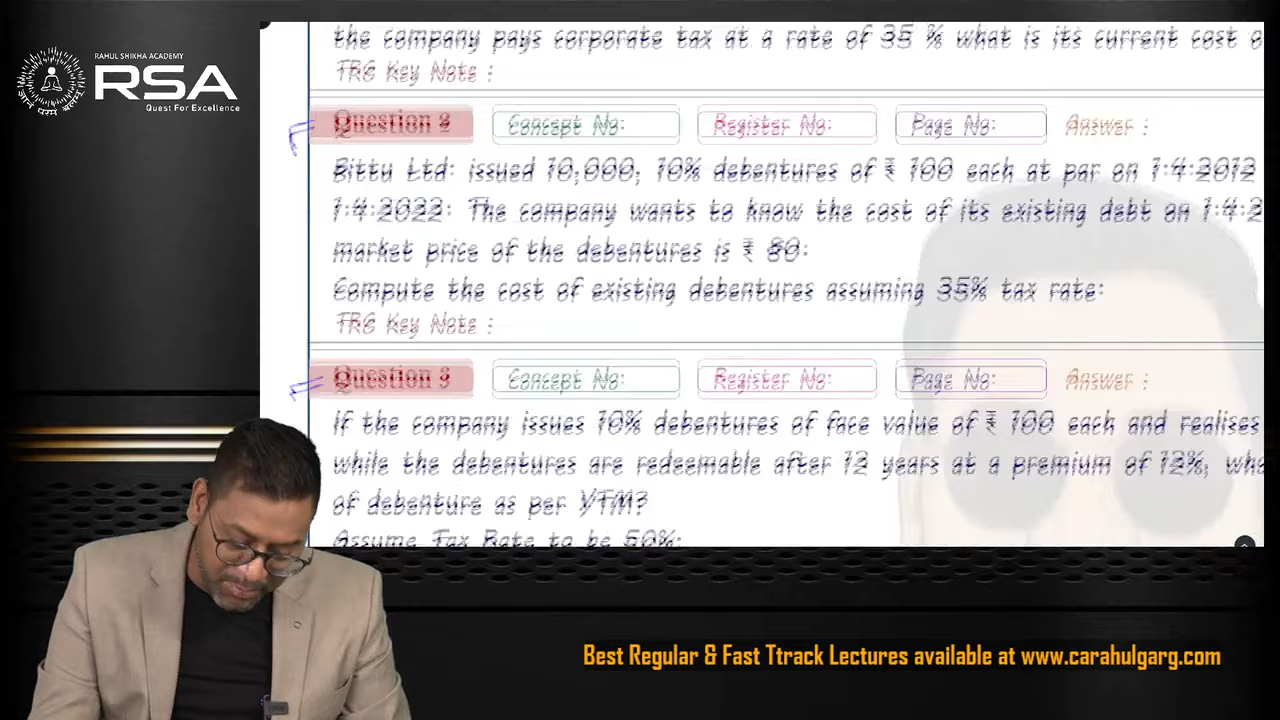 RAHUL SHIKHA ACADEMY
RSA
Quest For Excellence
ज्ञानं परमं बलम्
the company pays corporate tax at a rate of 35 % what is its current cost o
TRG Key Note :
Question 2 Concept No: Register No: Page No: Answer :
Bittu Ltd: issued 10,000, 10% debentures of ₹ 100 each at par on 1:4:2012
1:4:2022: The company wants to know the cost of its existing debt on 1:4:2
market price of the debentures is ₹ 80:
Compute the cost of existing debentures assuming 35% tax rate:
TRG Key Note :
Question 3 Concept No: Register No: Page No: Answer :
If the company issues 10% debentures of face value of ₹ 100 each and realises
while the debentures are redeemable after 12 years at a premium of 12%,
of debenture as per YTM?
Assume Tax Rate to be 50%:
Best Regular & Fast Ttrack Lectures available at www.carahulgarg.com